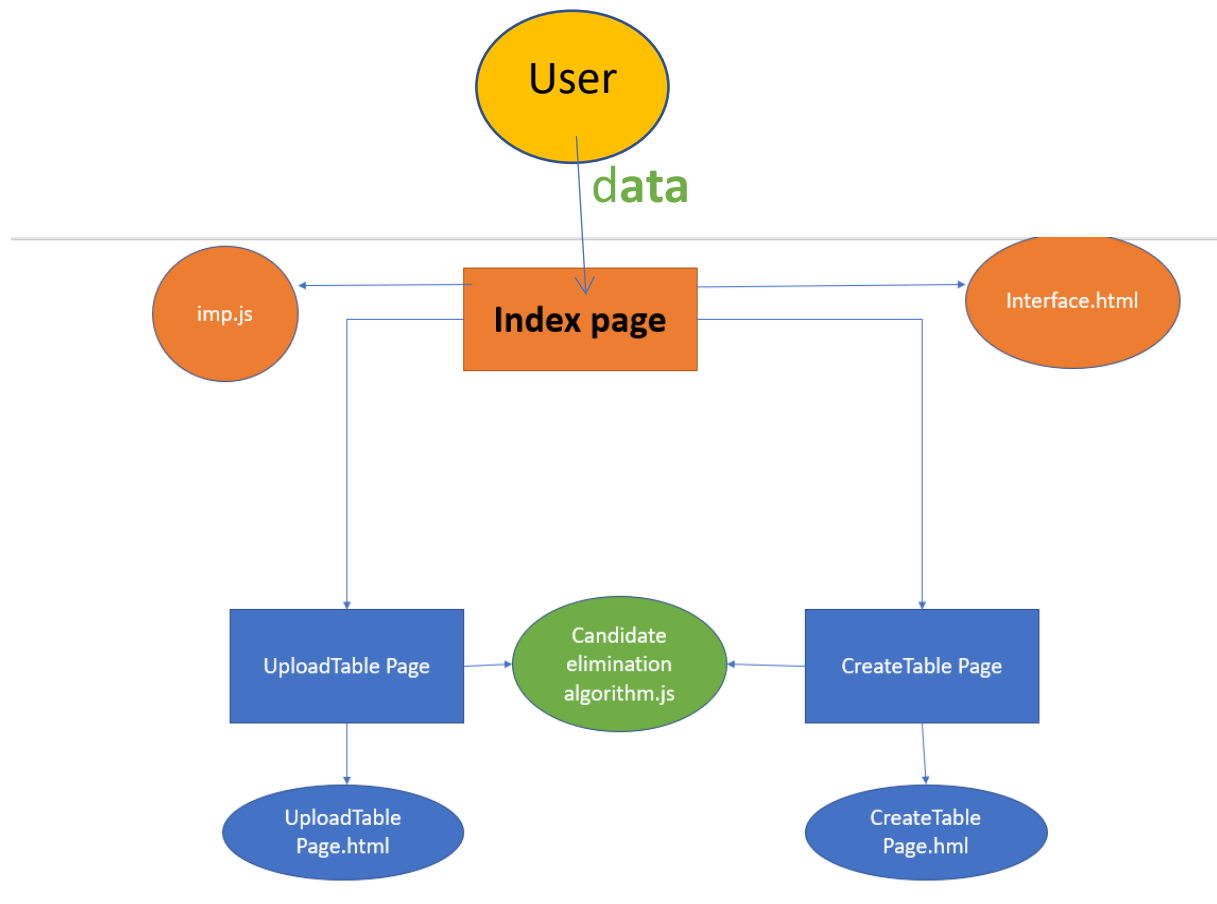 User
data
imp.js
Index page
Interface.html
UploadTable Page
Candidate
elimination
algorithm.js
CreateTable Page
UploadTable
Page.html
CreateTable
Page.hml